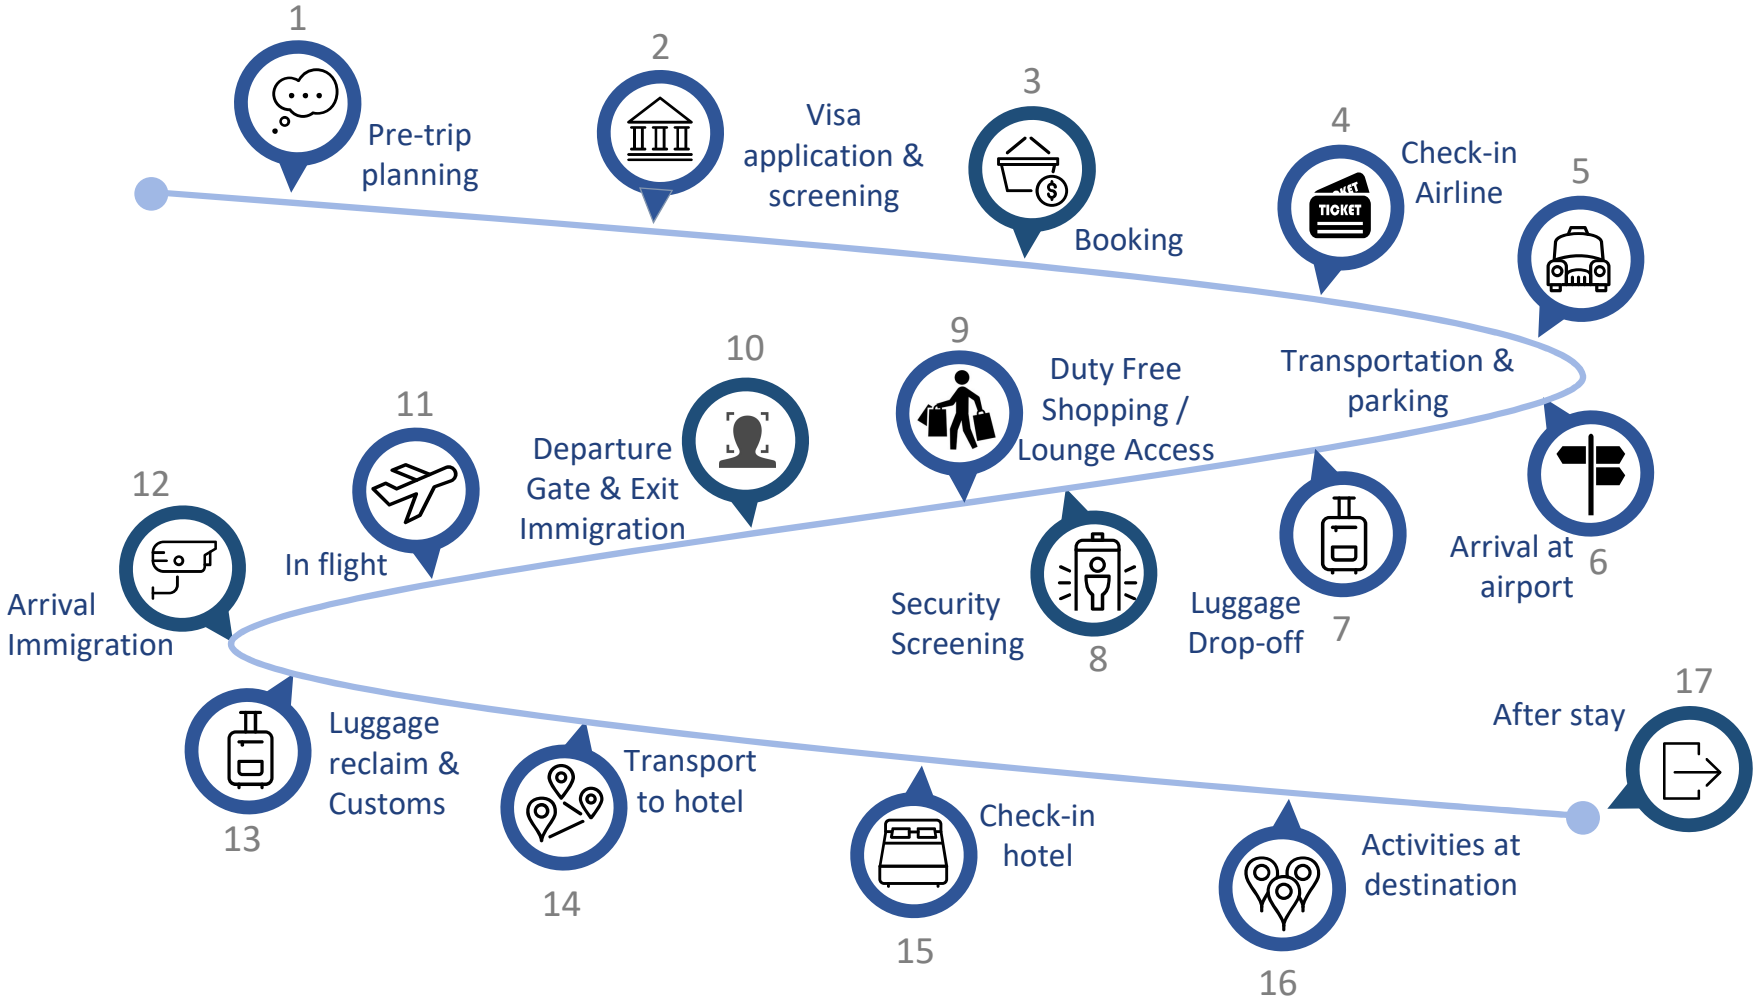 1
Pre-trip
planning
2
Visa
application &
screening
3
Booking
4
Check-in
Airline
TICKET
5
Transportation &
parking
6
Arrival at
airport
7
Luggage
Drop-off
8
Security
Screening
9
Duty Free
Shopping /
Lounge Access
10
Departure
Gate & Exit
Immigration
11
In flight
12
Arrival
Immigration
13
Luggage
reclaim &
Customs
14
Transport
to hotel
15
Check-in
hotel
16
Activities at
destination
17
After stay